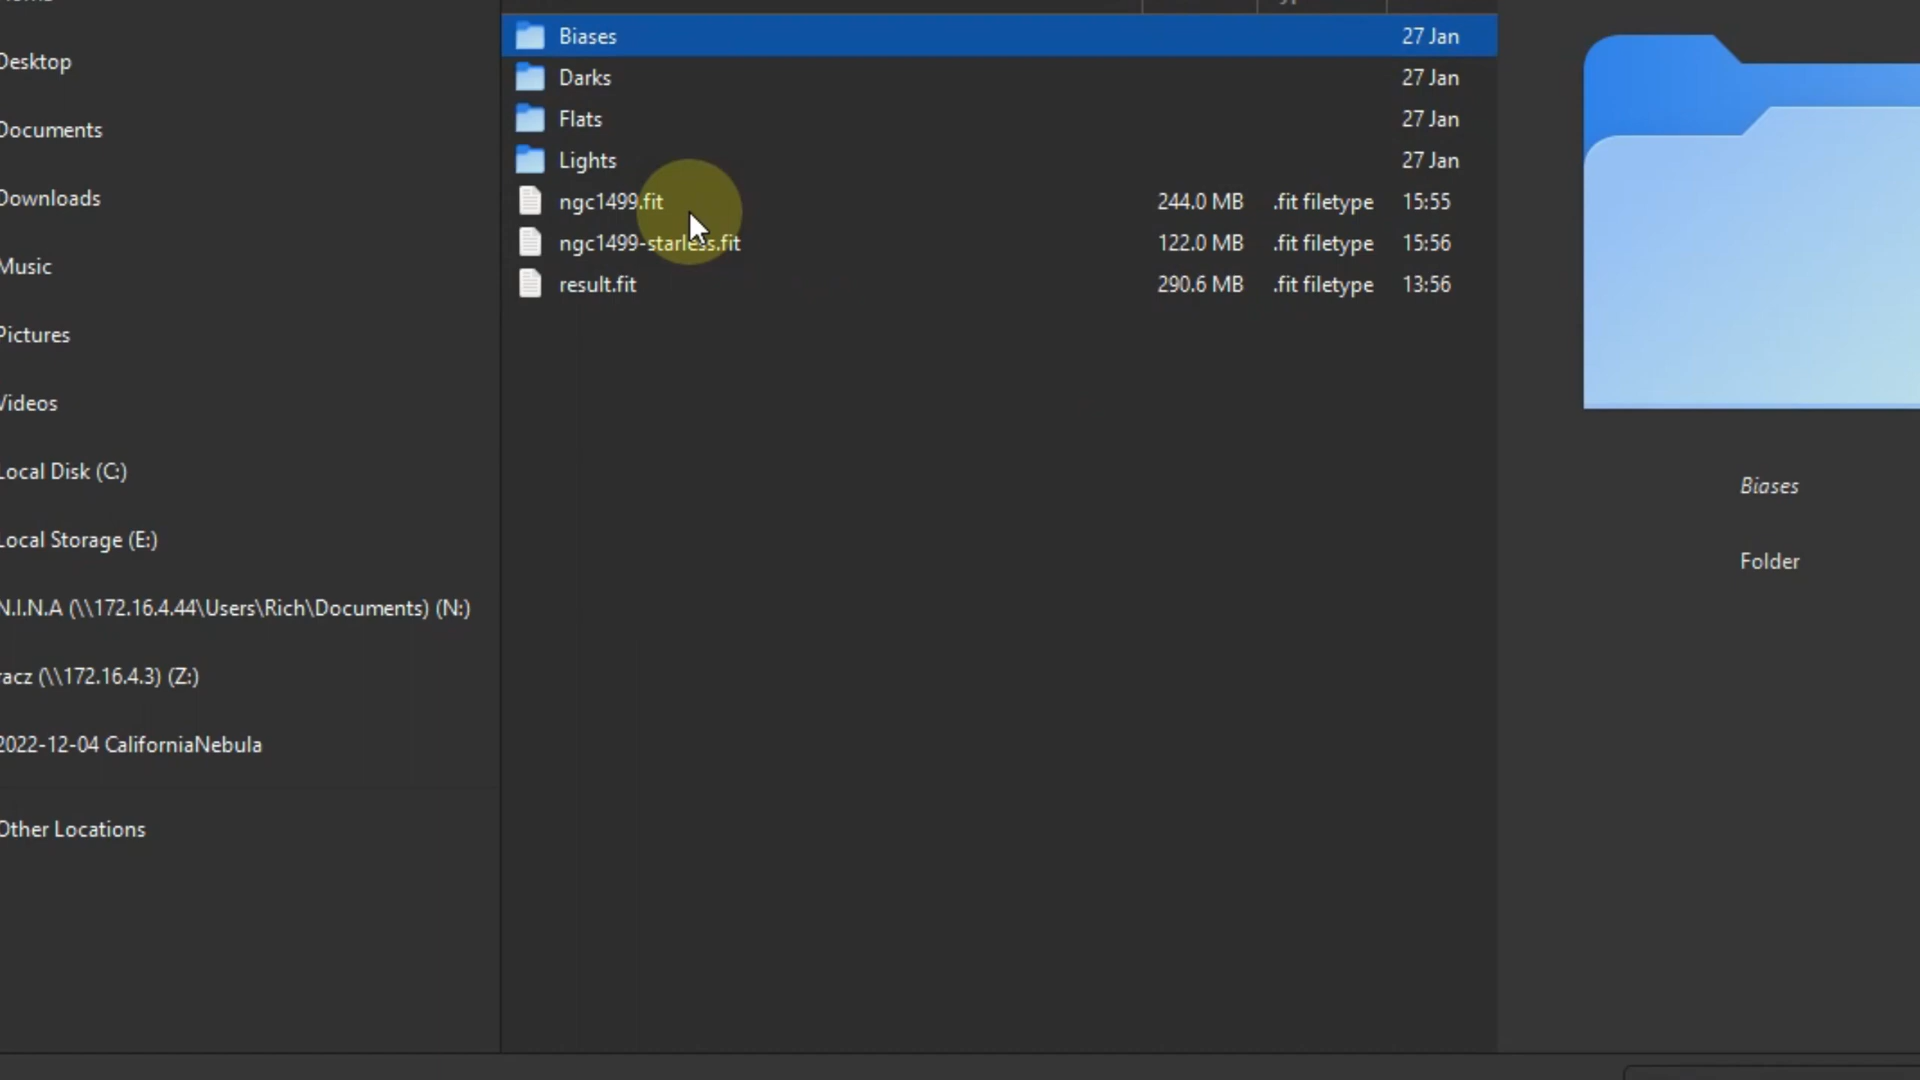 Desktop
Documents
Downloads
Music
Pictures
Videos
Local Disk (C:)
Local Storage (E:)
N.I.N.A (\\172.16.4.44\Users\Rich\Documents) (N:)
racz (\\172.16.4.3) (Z:)
2022-12-04 CaliforniaNebula
Other Locations
Biases 27 Jan
Darks 27 Jan
Flats 27 Jan
Lights 27 Jan
ngc1499.fit 244.0 MB .fit filetype 15:55
ngc1499-starless.fit 122.0 MB .fit filetype 15:56
result.fit 290.6 MB .fit filetype 13:56
Biases
Folder